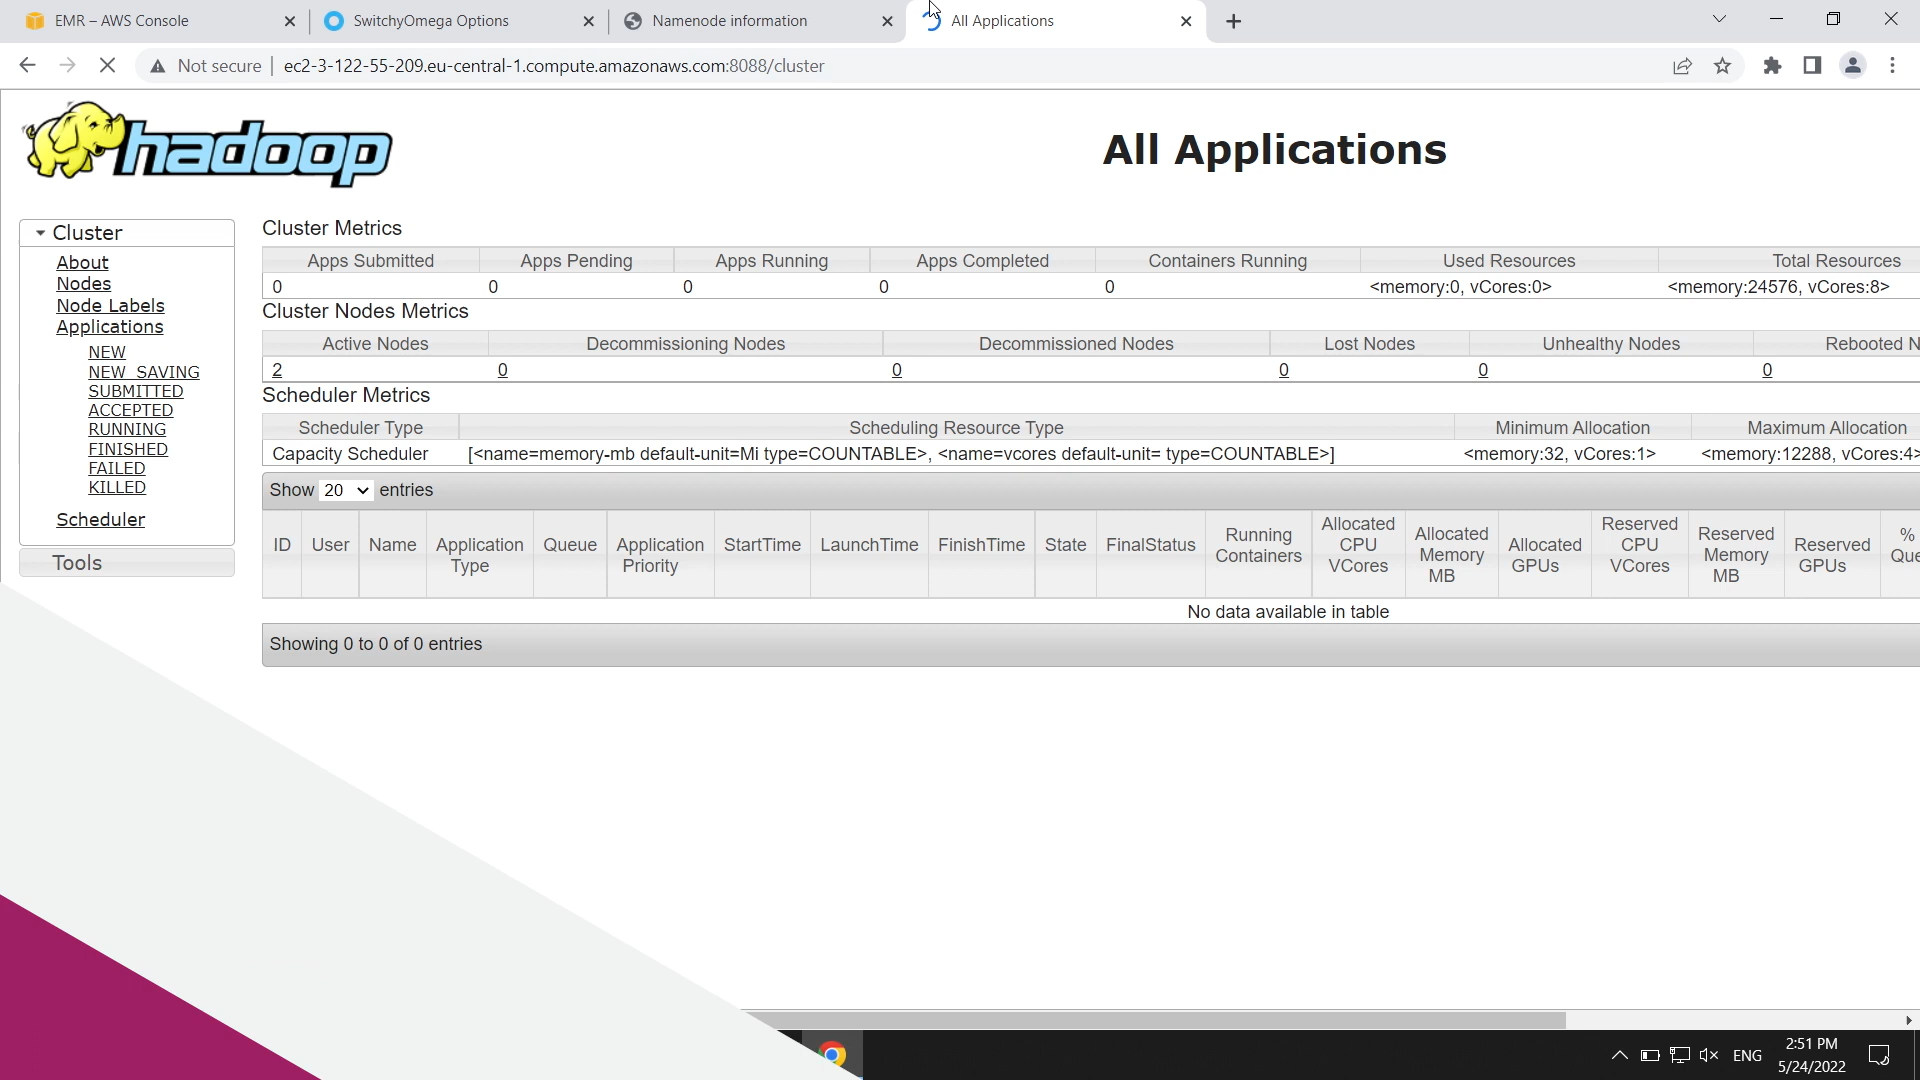 EMR – AWS Console
SwitchyOmega Options
Namenode information
All Applications
Not secure
ec2-3-122-55-209.eu-central-1.compute.amazonaws.com:8088/cluster
hadoop
All Applications
Cluster
About
Nodes
Node Labels
Applications
NEW
NEW_SAVING
SUBMITTED
ACCEPTED
RUNNING
FINISHED
FAILED
KILLED
Scheduler
Tools
Cluster Metrics
Apps Submitted Apps Pending Apps Running Apps Completed Containers Running Used Resources Total Resources
0 0 0 0 0 <memory:0, vCores:0> <memory:24576, vCores:8>
Cluster Nodes Metrics
Active Nodes Decommissioning Nodes Decommissioned Nodes Lost Nodes Unhealthy Nodes Rebooted N
2 0 0 0 0 0
Scheduler Metrics
Scheduler Type Scheduling Resource Type Minimum Allocation Maximum Allocation
Capacity Scheduler [<name=memory-mb default-unit=Mi type=COUNTABLE>, <name=vcores default-unit= type=COUNTABLE>] <memory:32, vCores:1> <memory:12288, vCores:4>
Show 20 entries
ID User Name Application Type Queue Application Priority StartTime LaunchTime FinishTime State FinalStatus Running Containers Allocated CPU VCores Allocated Memory MB Allocated GPUs Reserved CPU VCores Reserved Memory MB Reserved GPUs % Que
No data available in table
Showing 0 to 0 of 0 entries
ENG
2:51 PM
5/24/2022